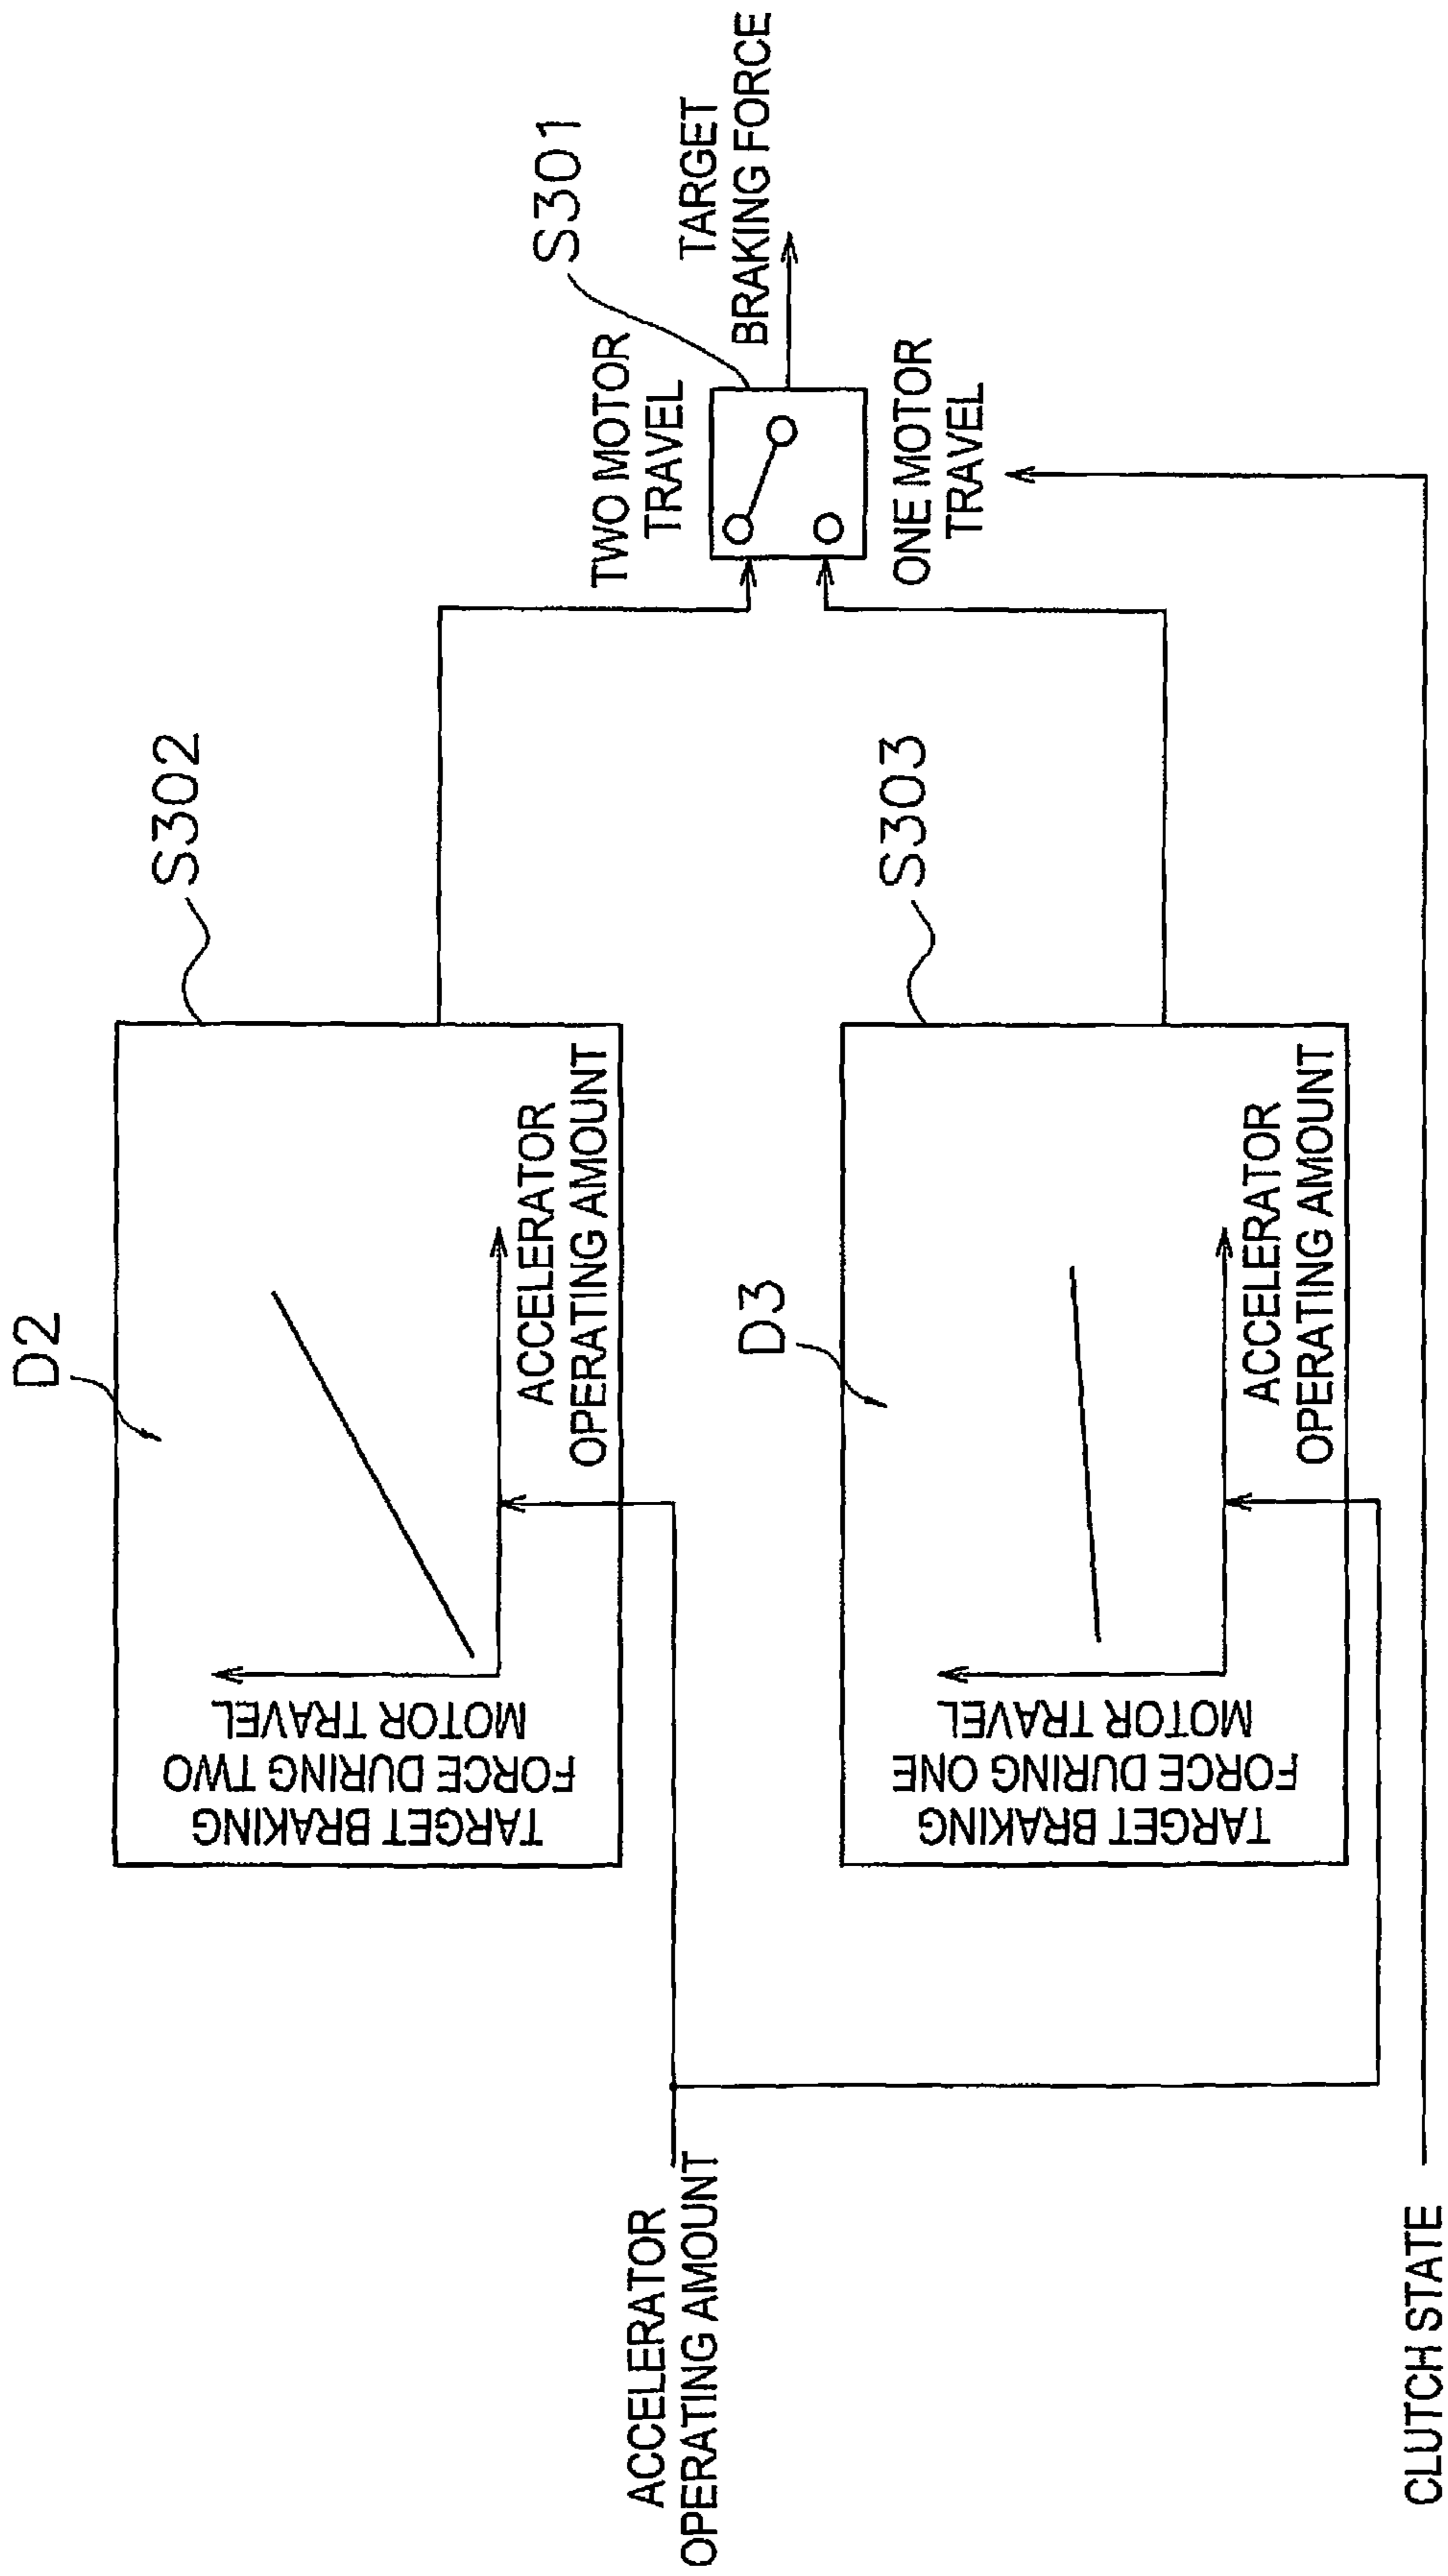 D2
S302
TARGET BRAKING
FORCE DURING TWO
MOTOR TRAVEL
ACCELERATOR
OPERATING AMOUNT
TWO MOTOR
TRAVEL
S301
TARGET
BRAKING FORCE
ACCELERATOR
OPERATING AMOUNT
D3
S303
TARGET BRAKING
FORCE DURING ONE
MOTOR TRAVEL
ACCELERATOR
OPERATING AMOUNT
ONE MOTOR
TRAVEL
CLUTCH STATE